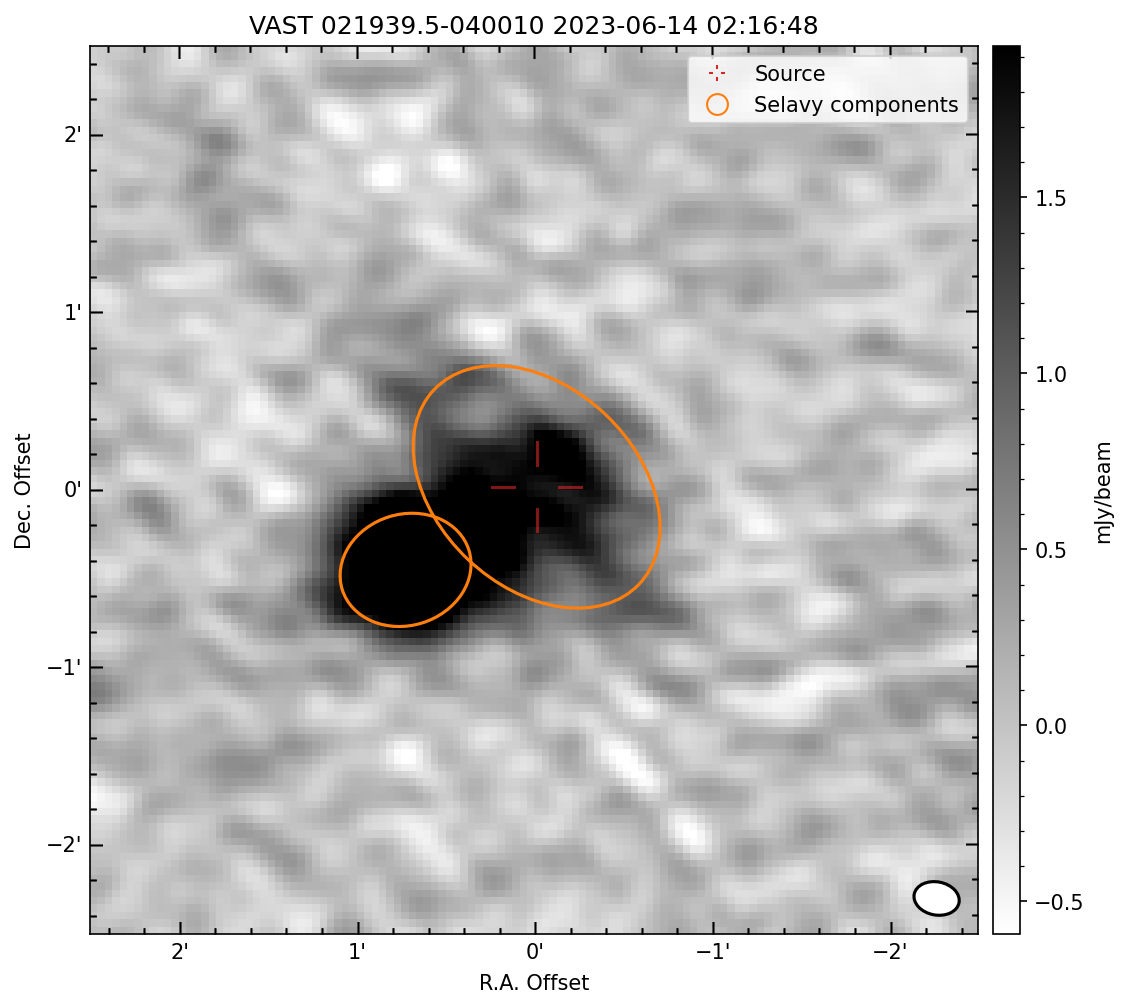 VAST 021939.5-040010 2023-06-14 02:16:48
Source
Selavy components
2'
1'
0'
−1'
−2'
Dec. Offset
2'
1'
0'
−1'
−2'
R.A. Offset
1.5
1.0
0.5
0.0
−0.5
mJy/beam